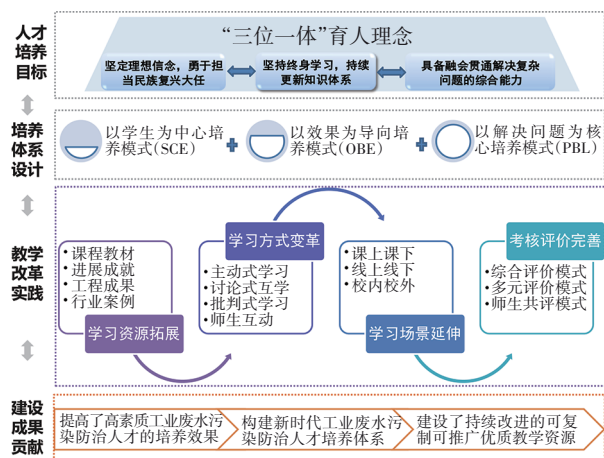 人才
培养
目标
“三位一体”育人理念
坚定理想信念，勇于担
当民族复兴大任
坚持终身学习，持续
更新知识体系
具备融会贯通解决复杂
问题的综合能力
培养
体系
设计
以学生为中心培
养模式(SCE)
以效果为导向培
养模式(OBE)
以解决问题为核
心培养模式(PBL)
教学
改革
实践
•课程教材
•进展成就
•工程成果
•行业案例
学习资源拓展
学习方式变革
•主动式学习
•讨论式互学
•批判式学习
•师生互动
•课上课下
•线上线下
•校内校外
学习场景延伸
考核评价完善
•综合评价模式
•多元评价模式
•师生共评模式
建设
成果
贡献
提高了高素质工业废水污
染防治人才的培养效果
构建新时代工业废水污
染防治人才培养体系
建设了持续改进的可复
制可推广优质教学资源